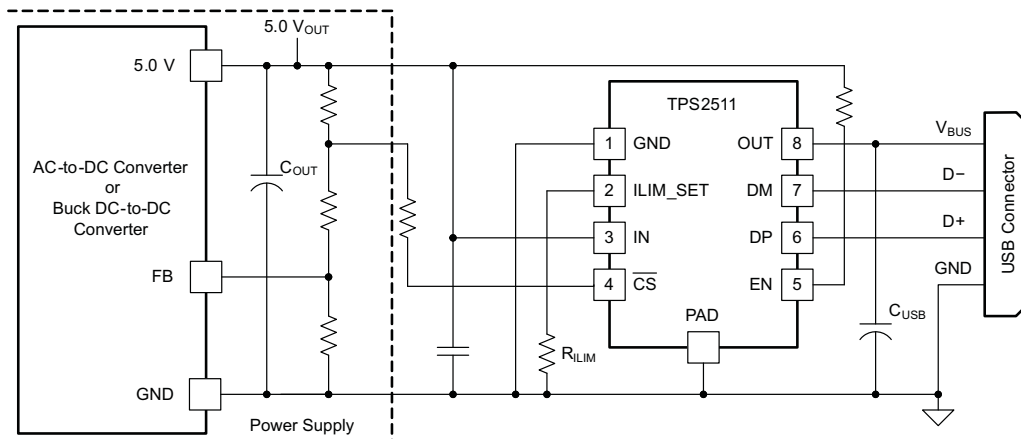 5.0 VOUT
5.0 V
TPS2511
1 GND OUT 8 VBUS
AC-to-DC Converter
or
Buck DC-to-DC
Converter
COUT
2 ILIM_SET DM 7 D−
3 IN DP 6 D+
FB
4 CS EN 5 GND
USB Connector
PAD
CUSB
RILIM
GND
Power Supply